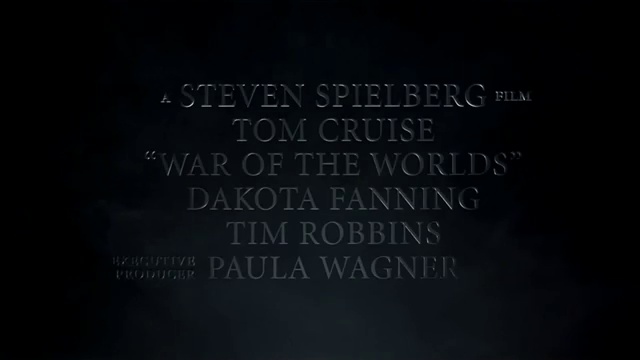 A STEVEN SPIELBERG FILM
TOM CRUISE
“WAR OF THE WORLDS”
DAKOTA FANNING
TIM ROBBINS
EXECUTIVE PRODUCER PAULA WAGNER